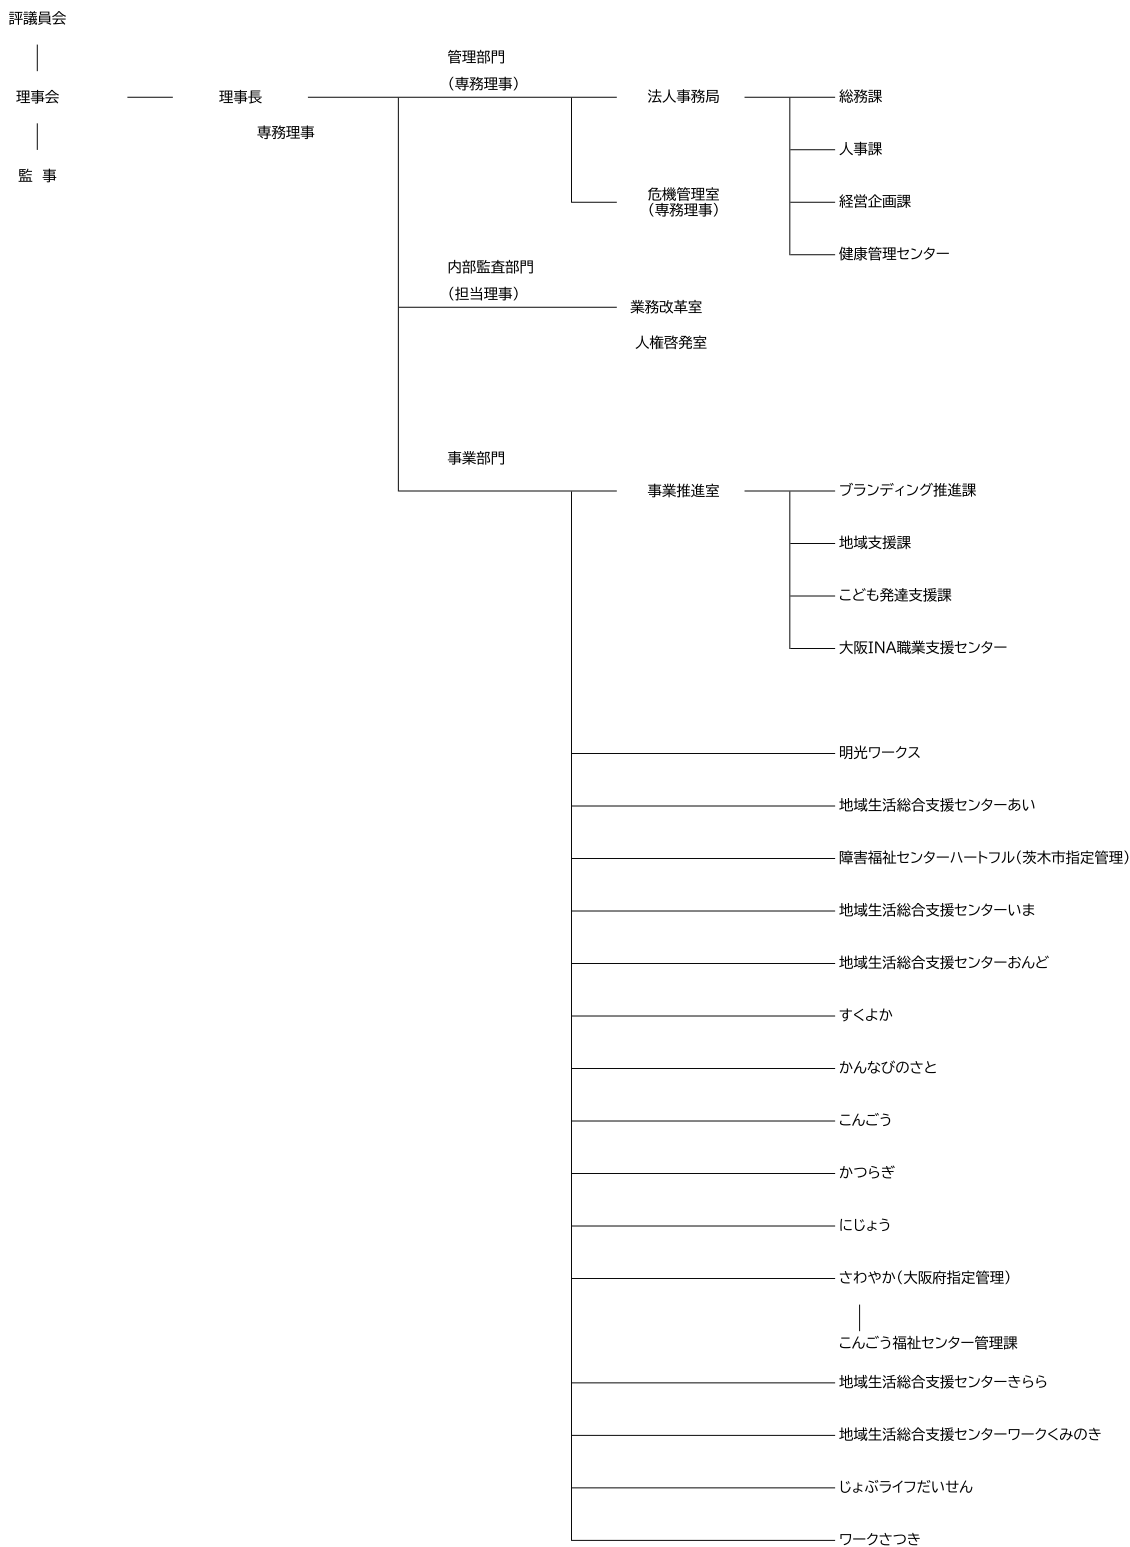 評議員会
理事会
監 事
理事長
専務理事
管理部門
（専務理事）
法人事務局
総務課
人事課
経営企画課
健康管理センター
危機管理室
（専務理事）
内部監査部門
（担当理事）
業務改革室
人権啓発室
事業部門
事業推進室
ブランディング推進課
地域支援課
こども発達支援課
大阪INA職業支援センター
明光ワークス
地域生活総合支援センターあい
障害福祉センターハートフル（茨木市指定管理）
地域生活総合支援センターいま
地域生活総合支援センターおんど
すくよか
かんなびのさと
こんごう
かつらぎ
にじょう
さわやか（大阪府指定管理）
こんごう福祉センター管理課
地域生活総合支援センターきらら
地域生活総合支援センターワークくみのき
じょぶライフだいせん
ワークさつき